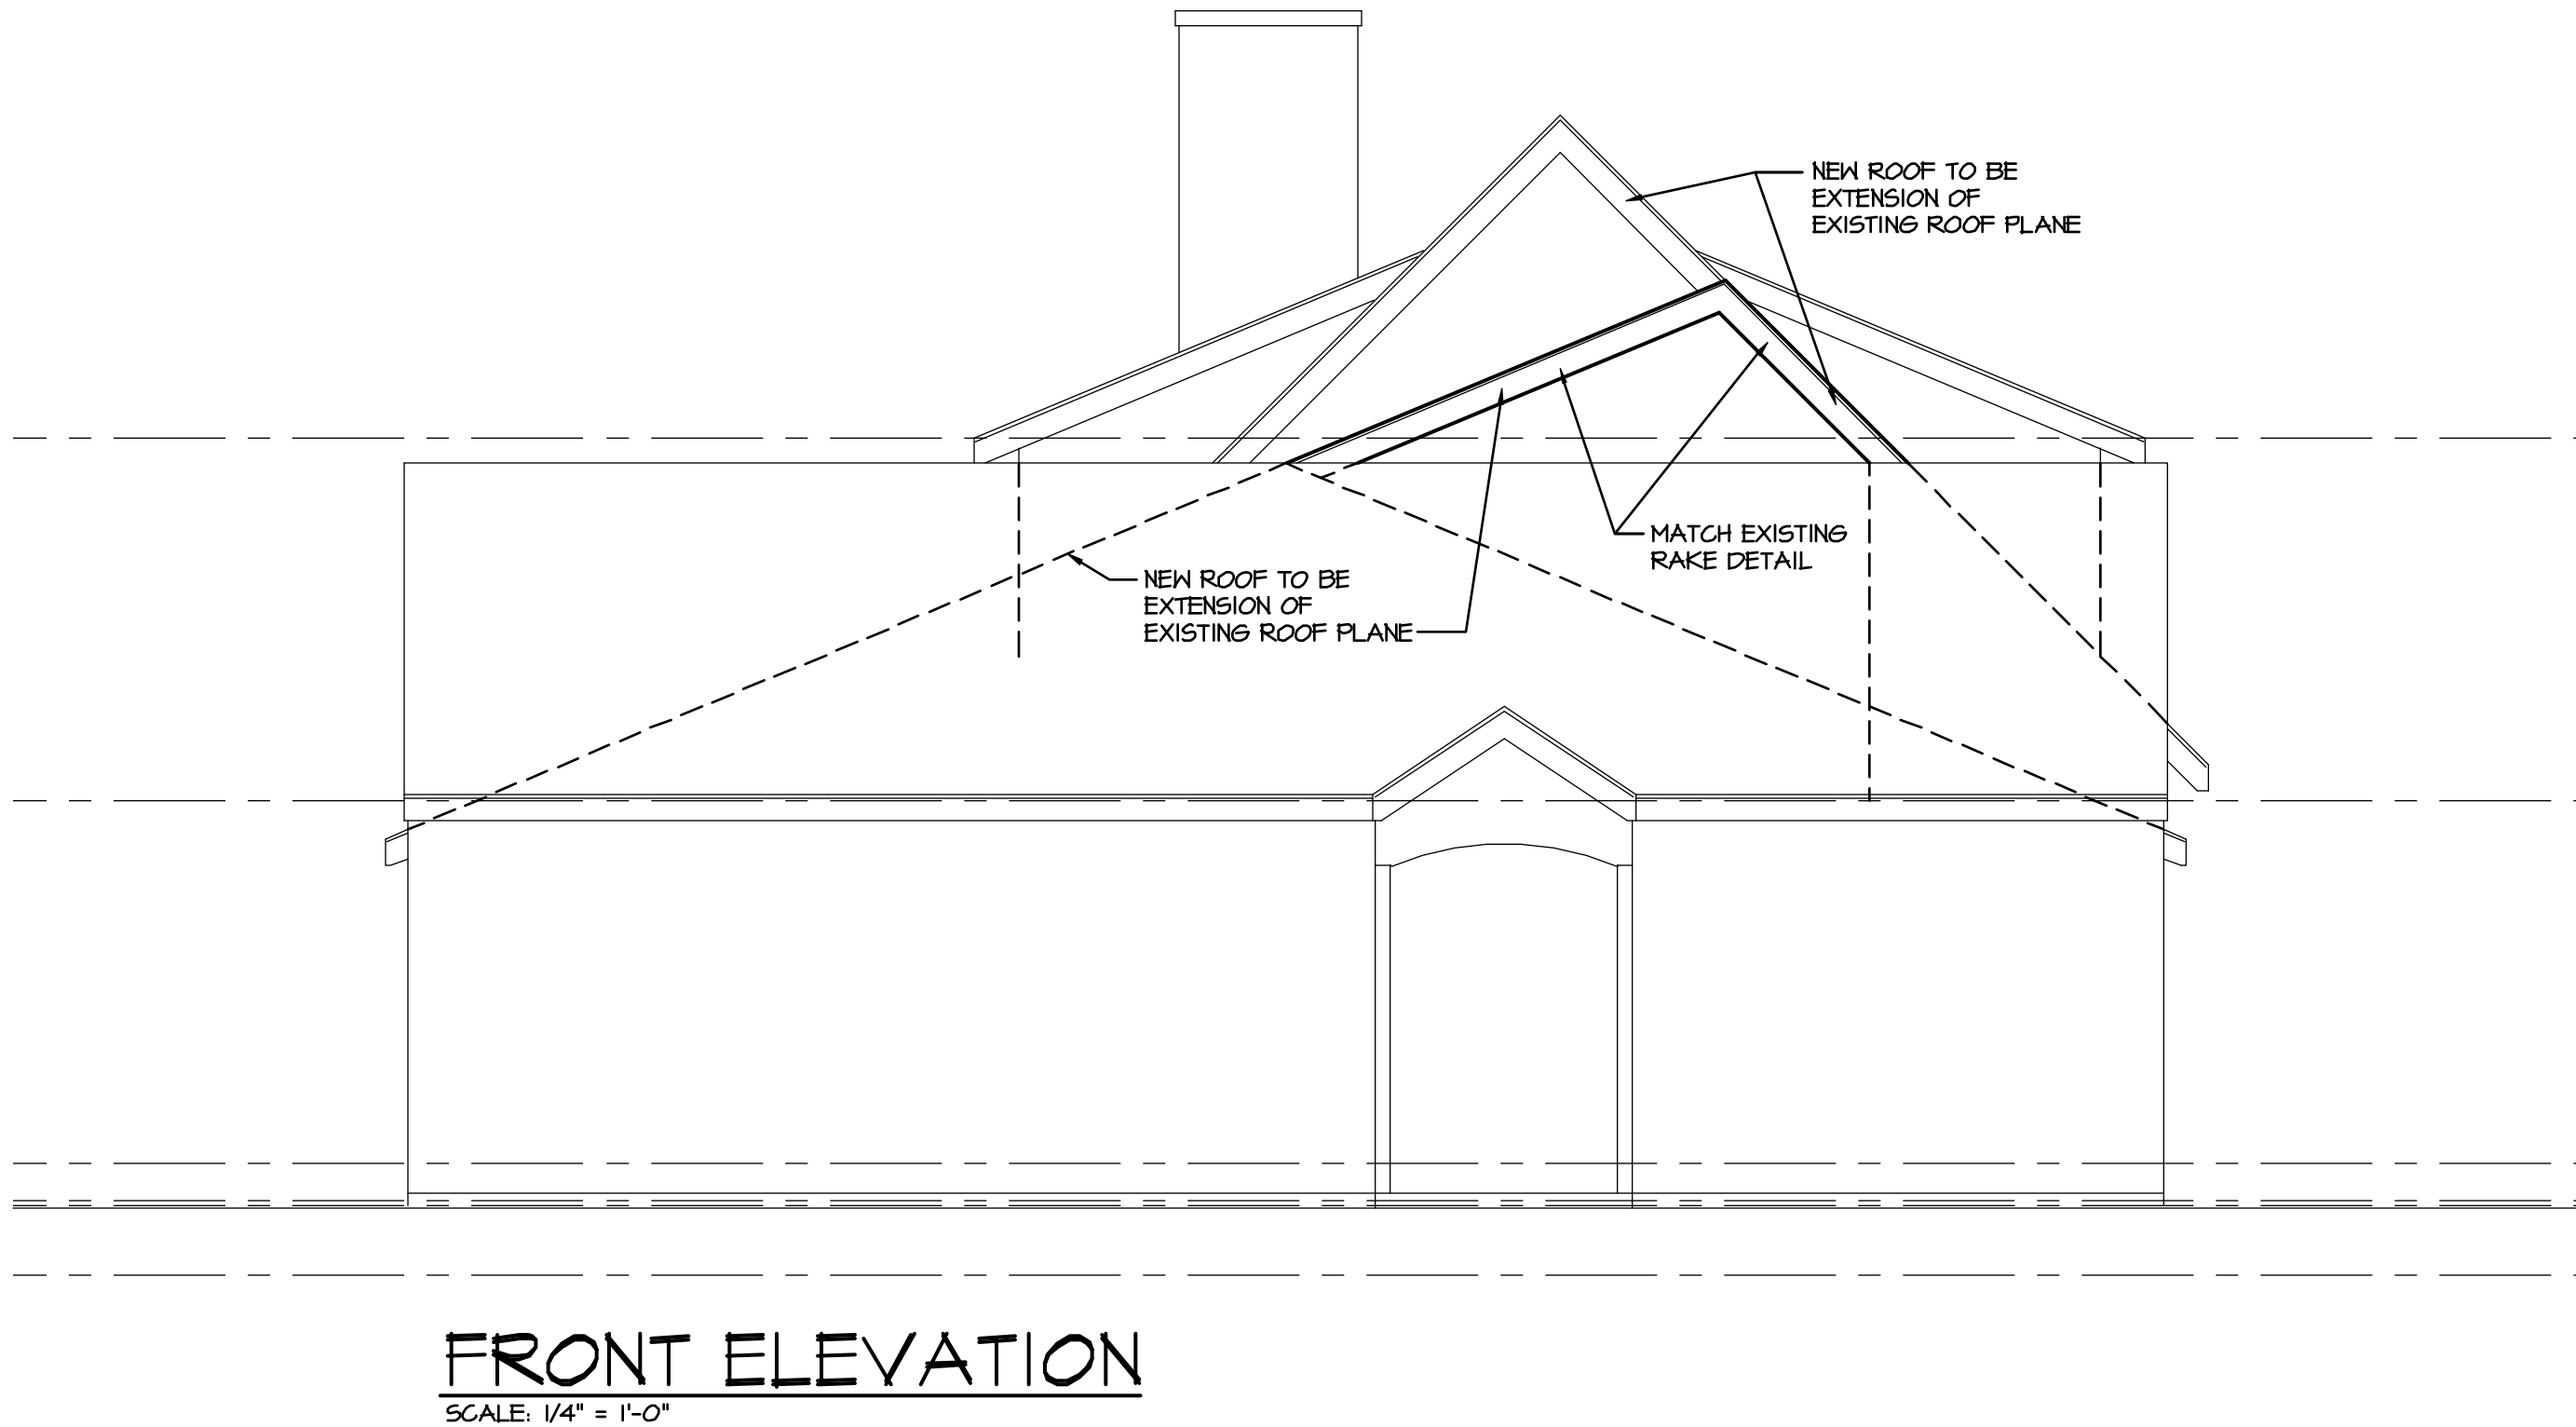 NEW ROOF TO BE
EXTENSION OF
EXISTING ROOF PLANE
MATCH EXISTING
RAKE DETAIL
NEW ROOF TO BE
EXTENSION OF
EXISTING ROOF PLANE
FRONT ELEVATION
SCALE: 1/4" = 1'-0"